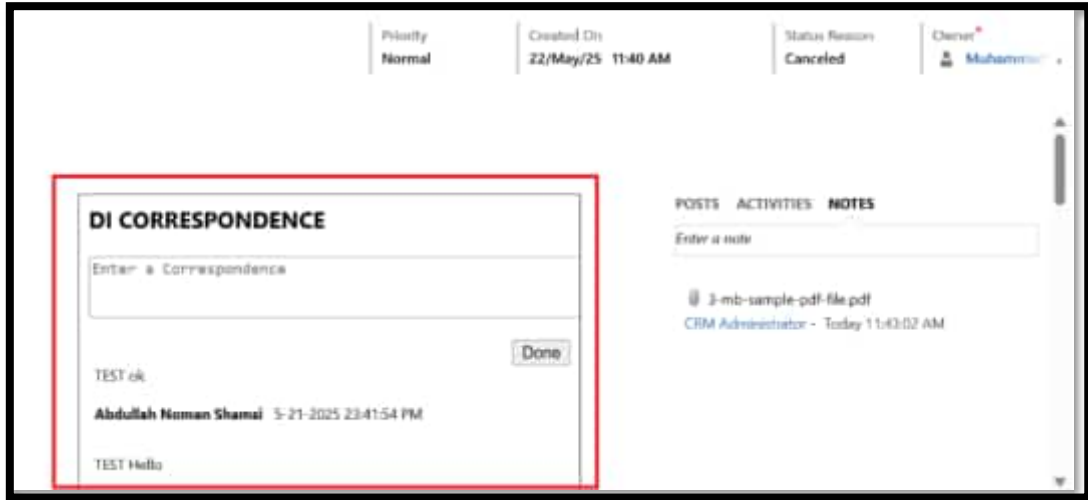 Priority
Normal
Created On
22/May/25 11:40 AM
Status Reason
Canceled
Owner*
DI CORRESPONDENCE
Enter a Correspondence
Done
TEST ok
Abdullah Noman Shamsi 5-21-2025 23:41:54 PM
TEST Hello
POSTS ACTIVITIES NOTES
Enter a note
3-mb-sample-pdf-file.pdf
CRM Administrator - Today 11:43:02 AM